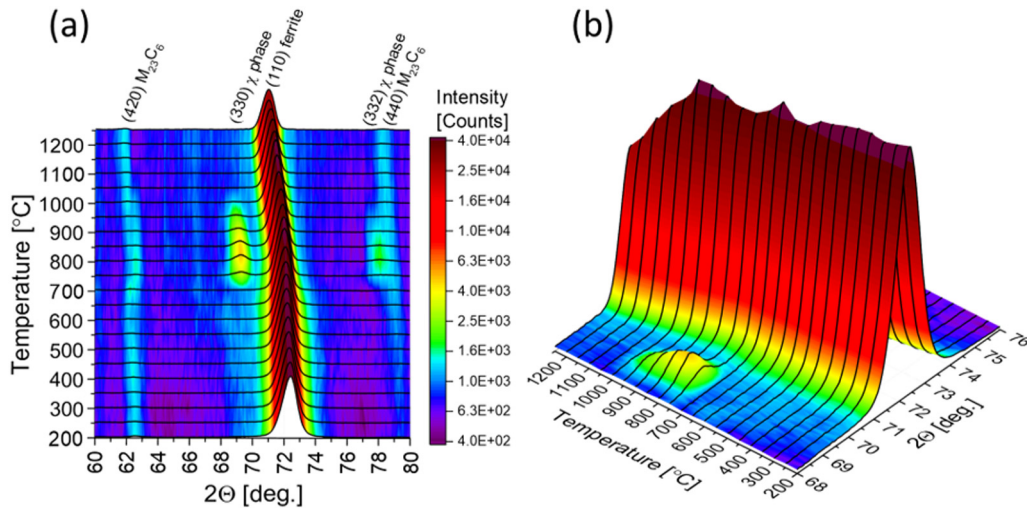 (a)
(420) M23C6
(330) χ phase
(110) ferrite
(332) χ phase
(440) M23C6
Intensity
[Counts]
4.0E+04
2.5E+04
1.6E+04
1.0E+04
6.3E+03
4.0E+03
2.5E+03
1.6E+03
1.0E+03
6.3E+02
4.0E+02
Temperature [°C]
1200
1100
1000
900
800
700
600
500
400
300
200
60 62 64 66 68 70 72 74 76 78 80
2Θ [deg.]
(b)
1200
1100
1000
900
800
700
600
500
400
300
200
Temperature [°C]
68
69
70
71
72
73
74
75
76
2Θ [deg.]